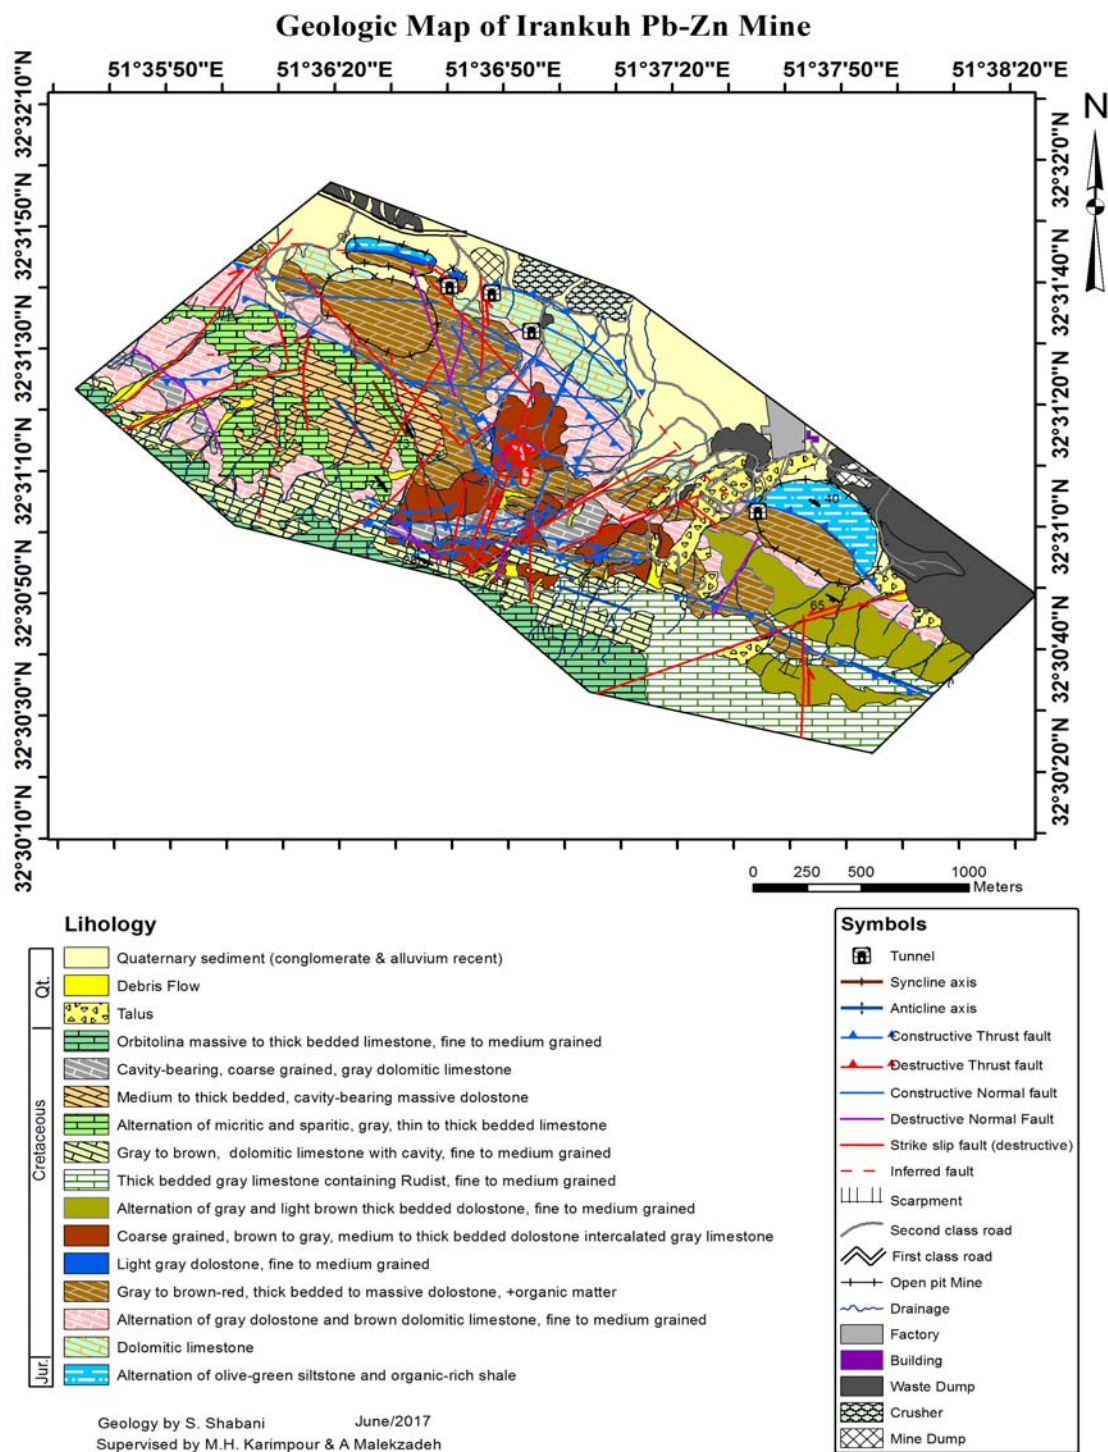 Geologic Map of Irankuh Pb-Zn Mine
51°35'50"E 51°36'20"E 51°36'50"E 51°37'20"E 51°37'50"E 51°38'20"E
N
32°32'10"N
32°31'50"N
32°31'30"N
32°31'10"N
32°30'50"N
32°30'30"N
32°30'10"N
32°32'0"N
32°31'40"N
32°31'20"N
32°31'0"N
32°30'40"N
32°30'20"N
40
65
0 250 500 1000
Meters
Lihology
Qt.
Cretaceous
Jur.
Quaternary sediment (conglomerate & alluvium recent)
Debris Flow
Talus
Orbitolina massive to thick bedded limestone, fine to medium grained
Cavity-bearing, coarse grained, gray dolomitic limestone
Medium to thick bedded, cavity-bearing massive dolostone
Alternation of micritic and sparitic, gray, thin to thick bedded limestone
Gray to brown, dolomitic limestone with cavity, fine to medium grained
Thick bedded gray limestone containing Rudist, fine to medium grained
Alternation of gray and light brown thick bedded dolostone, fine to medium grained
Coarse grained, brown to gray, medium to thick bedded dolostone intercalated gray limestone
Light gray dolostone, fine to medium grained
Gray to brown-red, thick bedded to massive dolostone, +organic matter
Alternation of gray dolostone and brown dolomitic limestone, fine to medium grained
Dolomitic limestone
Alternation of olive-green siltstone and organic-rich shale
Symbols
Tunnel
Syncline axis
Anticline axis
Constructive Thrust fault
Destructive Thrust fault
Constructive Normal fault
Destructive Normal Fault
Strike slip fault (destructive)
Inferred fault
Scarpment
Second class road
First class road
Open pit Mine
Drainage
Factory
Building
Waste Dump
Crusher
Mine Dump
Geology by S. Shabani June/2017
Supervised by M.H. Karimpour & A Malekzadeh